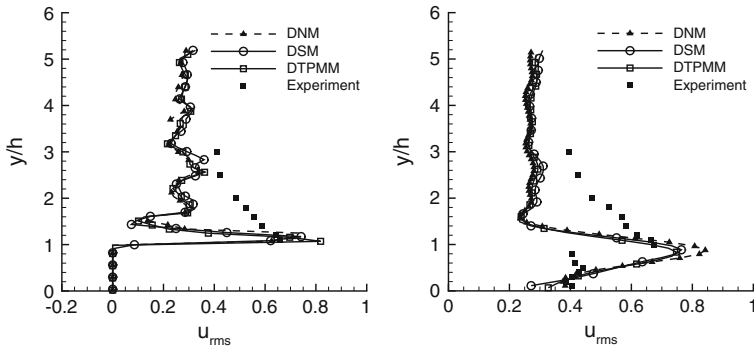 6
5
4
3
2
1
0
-0.2 0 0.2 0.4 0.6 0.8 1
y/h
u_rms
DNM
DSM
DTPMM
Experiment
6
5
4
3
2
1
0
0 0.2 0.4 0.6 0.8 1
y/h
u_rms
DNM
DSM
DTPMM
Experiment